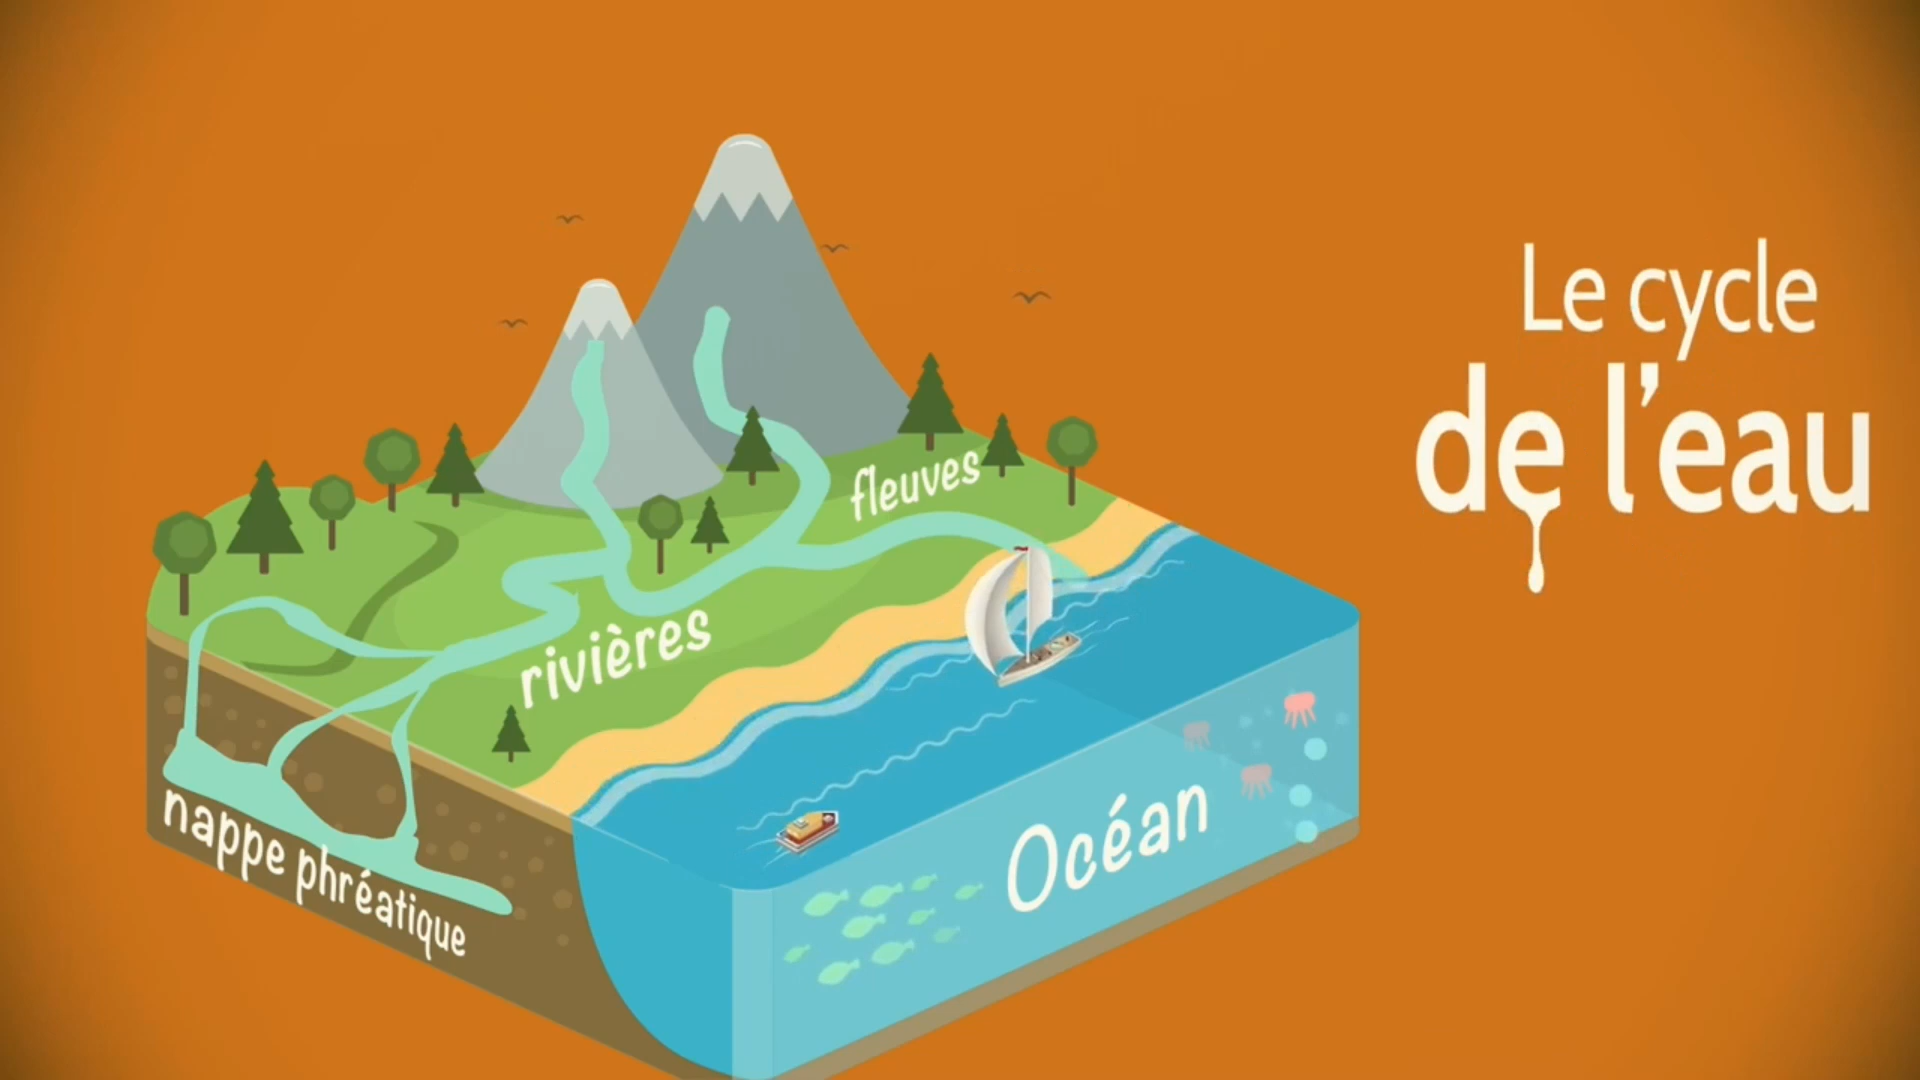 Le cycle
de l'eau
fleuves
rivières
nappe phréatique
Océan